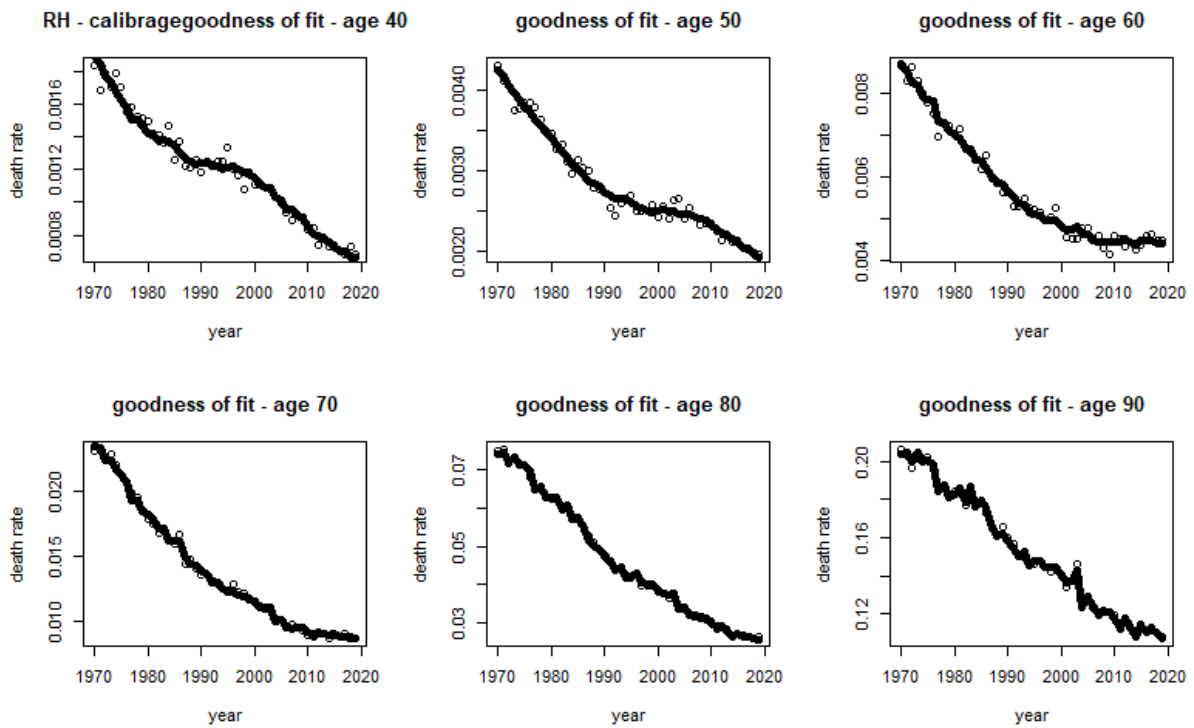 RH - calibragegoodness of fit - age 40
death rate
0.0008 0.0012 0.0016
1970 1980 1990 2000 2010 2020
year
goodness of fit - age 50
death rate
0.0020 0.0030 0.0040
1970 1980 1990 2000 2010 2020
year
goodness of fit - age 60
death rate
0.004 0.006 0.008
1970 1980 1990 2000 2010 2020
year
goodness of fit - age 70
death rate
0.010 0.015 0.020
1970 1980 1990 2000 2010 2020
year
goodness of fit - age 80
death rate
0.03 0.05 0.07
1970 1980 1990 2000 2010 2020
year
goodness of fit - age 90
death rate
0.12 0.16 0.20
1970 1980 1990 2000 2010 2020
year